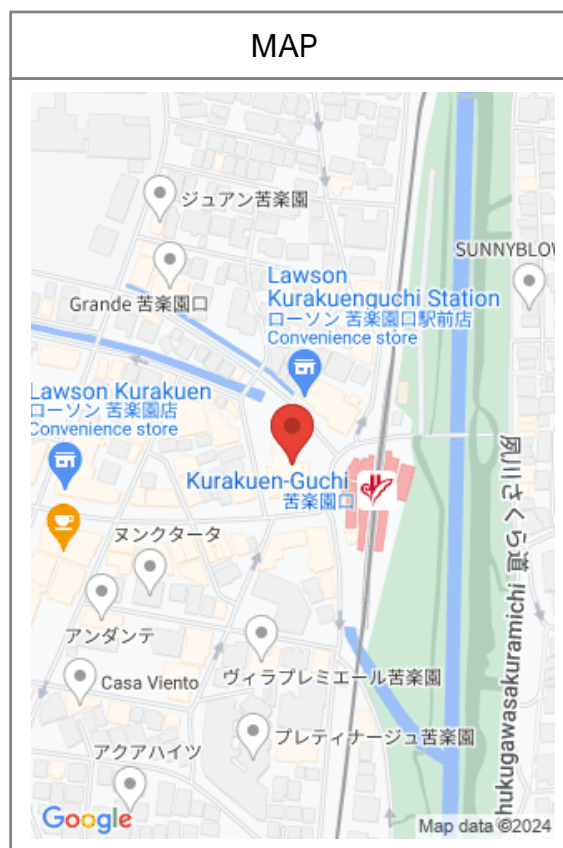 MAP
ジュアン苦楽園
SUNNYBLOW
Grande 苦楽園口
Lawson
Kurakuenguchi Station
ローソン 苦楽園口駅前店
Convenience store
Lawson Kurakuen
ローソン 苦楽園店
Convenience store
Kurakuen-Guchi
苦楽園口
夙川さくら道
hukugawasakuramichi
ヌンクタータ
アンダンテ
Casa Viento
ヴィラプレミエール苦楽園
プレティナージュ苦楽園
アクアハイツ
Google
Map data ©2024